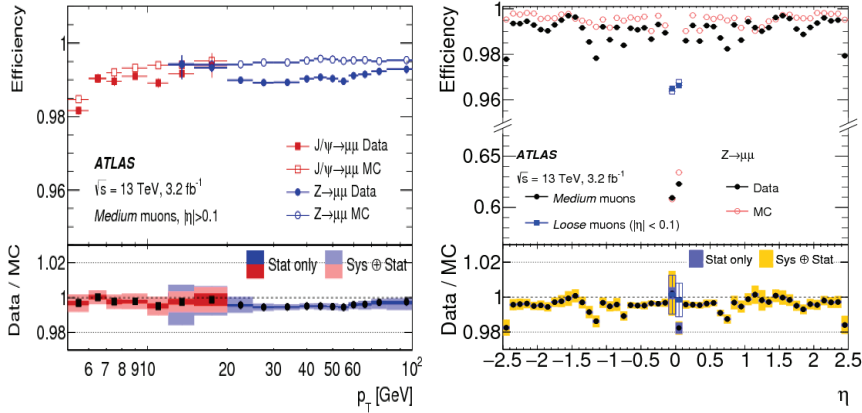 Efficiency
1
0.98
0.96
J/ψ→μμ Data
J/ψ→μμ MC
Z→μμ Data
Z→μμ MC
ATLAS
√s = 13 TeV, 3.2 fb⁻¹
Medium muons, |η|>0.1
Data / MC
1.02
1
0.98
Stat only
Sys ⊕ Stat
6 7 8 9 10 20 30 40 50 60 10²
p_T [GeV]
Efficiency
1
0.98
0.96
0.65
0.6
ATLAS
√s = 13 TeV, 3.2 fb⁻¹
Medium muons
Loose muons (|η| < 0.1)
Z→μμ
Data
MC
Data / MC
1.02
1
0.98
Stat only
Sys ⊕ Stat
−2.5 −2 −1.5 −1 −0.5 0 0.5 1 1.5 2 2.5
η